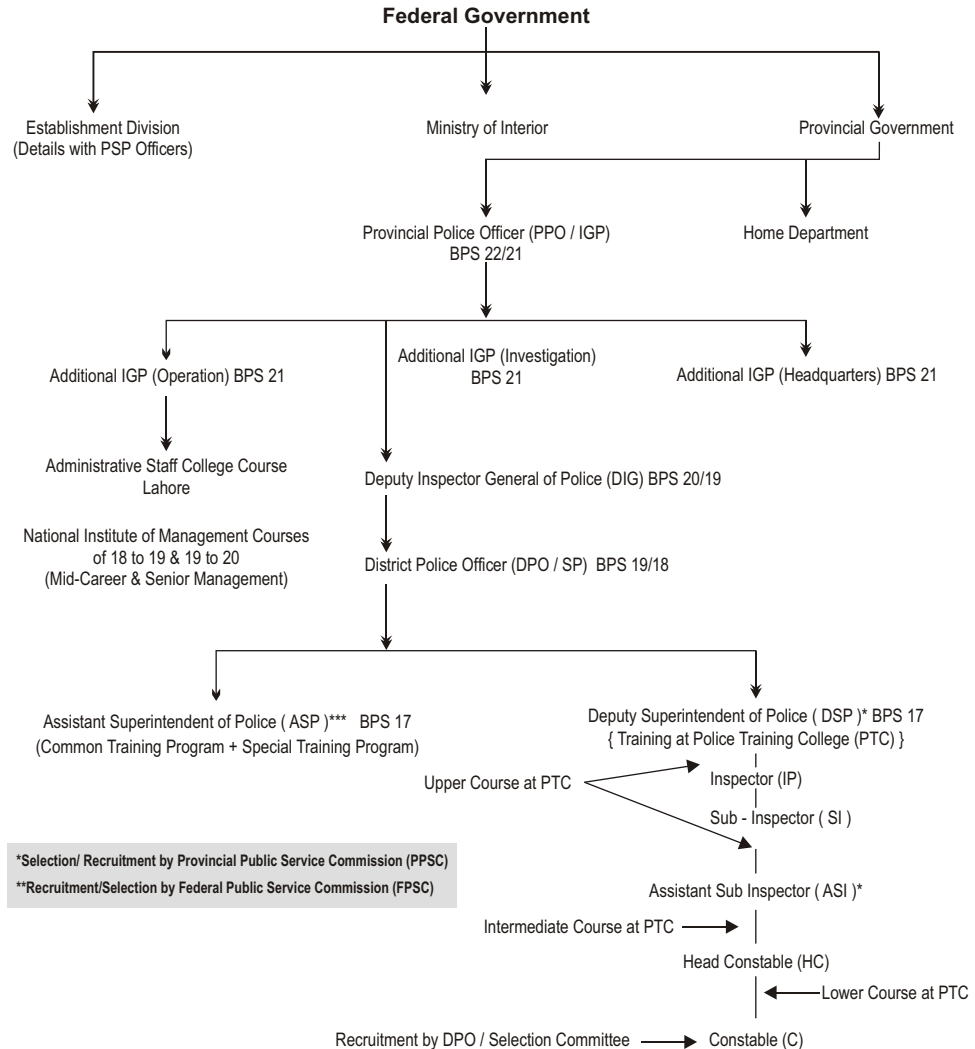 Federal Government
Establishment Division
(Details with PSP Officers)
Ministry of Interior
Provincial Government
Provincial Police Officer (PPO / IGP)
BPS 22/21
Home Department
Additional IGP (Operation) BPS 21
Additional IGP (Investigation)
BPS 21
Additional IGP (Headquarters) BPS 21
Administrative Staff College Course
Lahore
Deputy Inspector General of Police (DIG) BPS 20/19
National Institute of Management Courses
of 18 to 19 & 19 to 20
(Mid-Career & Senior Management)
District Police Officer (DPO / SP) BPS 19/18
Assistant Superintendent of Police ( ASP )*** BPS 17
(Common Training Program + Special Training Program)
Deputy Superintendent of Police ( DSP )* BPS 17
{ Training at Police Training College (PTC) }
Upper Course at PTC
Inspector (IP)
Sub - Inspector ( SI )
*Selection/ Recruitment by Provincial Public Service Commission (PPSC)
**Recruitment/Selection by Federal Public Service Commission (FPSC)
Assistant Sub Inspector ( ASI )*
Intermediate Course at PTC
Head Constable (HC)
Lower Course at PTC
Recruitment by DPO / Selection Committee
Constable (C)